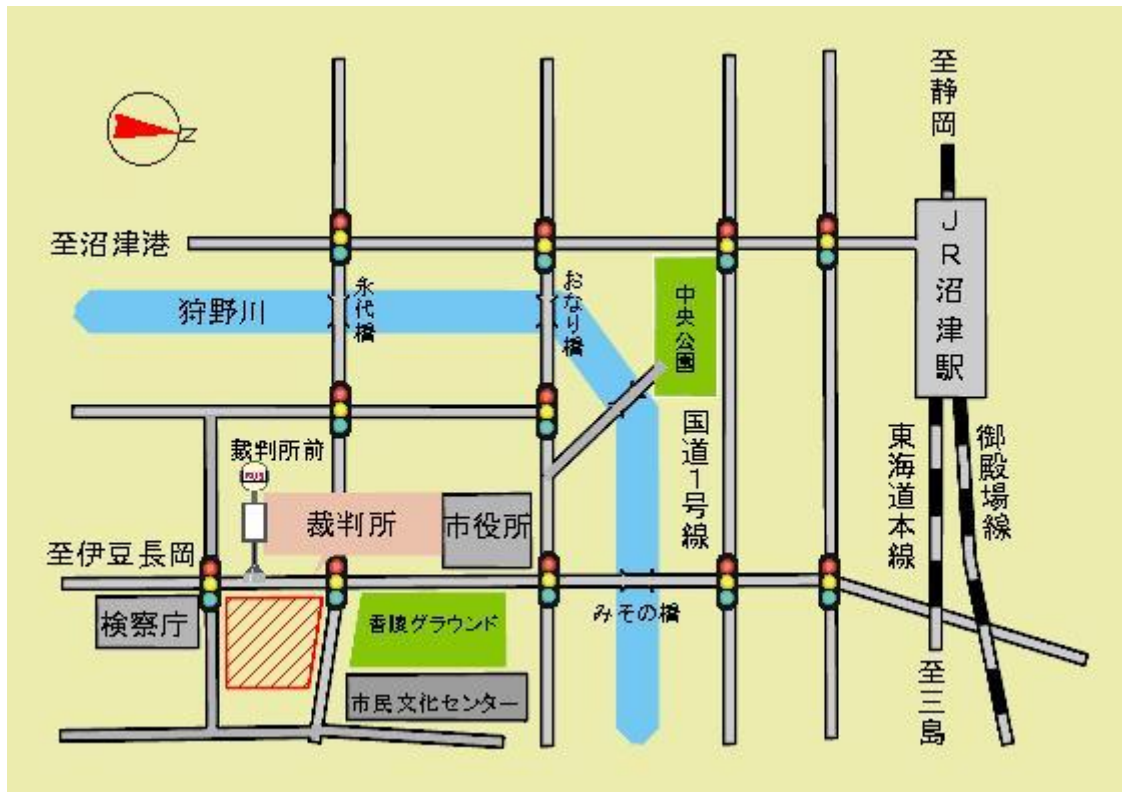 至静岡
N
JR沼津駅
至沼津港
永代橋
おなり橋
中央公園
狩野川
国道1号線
東海道本線
御殿場線
裁判所前
BUS
裁判所
市役所
至伊豆長岡
検察庁
香陵グラウンド
みその橋
市民文化センター
至三島